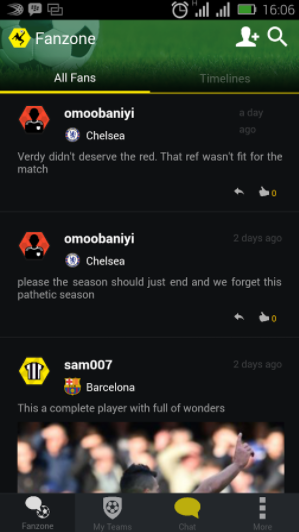 16:06
Fanzone
All Fans
Timelines
omoobaniyi
a day
ago
Chelsea
Verdy didn't deserve the red. That ref wasn't fit for the
match
0
omoobaniyi
2 days ago
Chelsea
please the season should just end and we forget this
pathetic season
0
sam007
2 days ago
Barcelona
This a complete player with full of wonders
Fanzone
My Teams
Chat
More